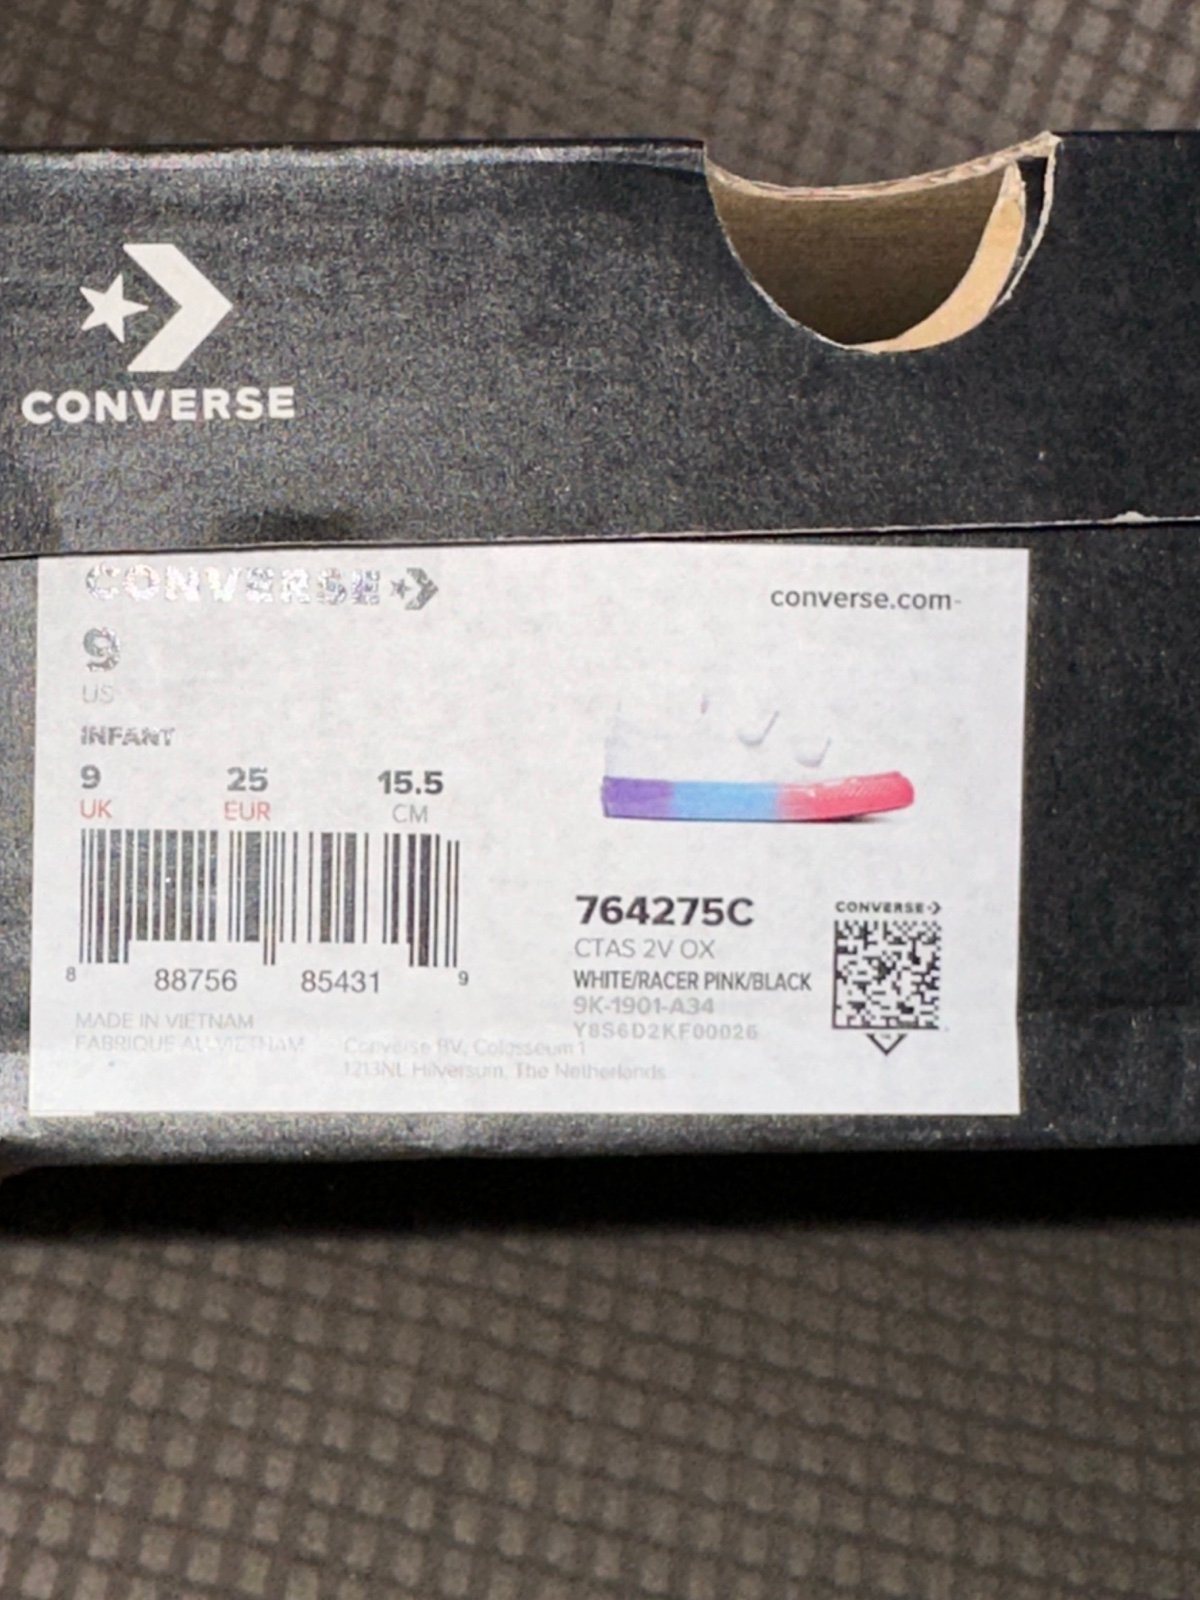 CONVERSE
CONVERSE
converse.com
9
US
INFANT
9 25 15.5
UK EUR CM
8 88756 85431 9
MADE IN VIETNAM
FABRIQUE AU VIETNAM
Converse BV, Colosseum 1
1213NL Hilversum, The Netherlands
764275C
CTAS 2V OX
WHITE/RACER PINK/BLACK
9K-1901-A34
Y8S6D2KF00026
CONVERSE